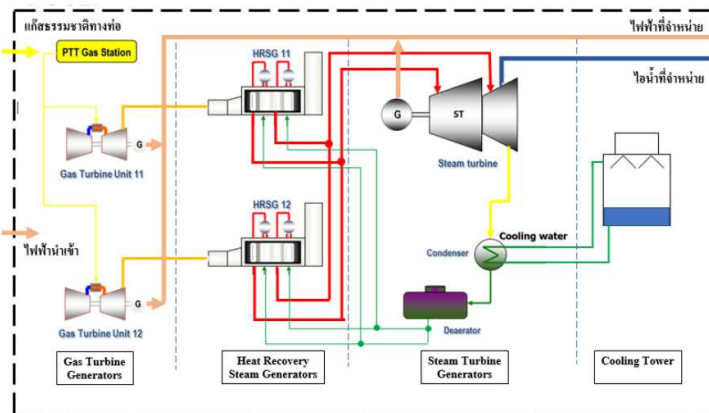 แก๊สธรรมชาติทางท่อ
PTT Gas Station
ไฟฟ้าที่จำหน่าย
ไอน้ำที่จำหน่าย
HRSG 11
G
ST
G
Gas Turbine Unit 11
Steam turbine
HRSG 12
ไฟฟ้านำเข้า
Cooling water
Condenser
G
Gas Turbine Unit 12
Deaerator
Gas Turbine
Generators
Heat Recovery
Steam Generators
Steam Turbine
Generators
Cooling Tower